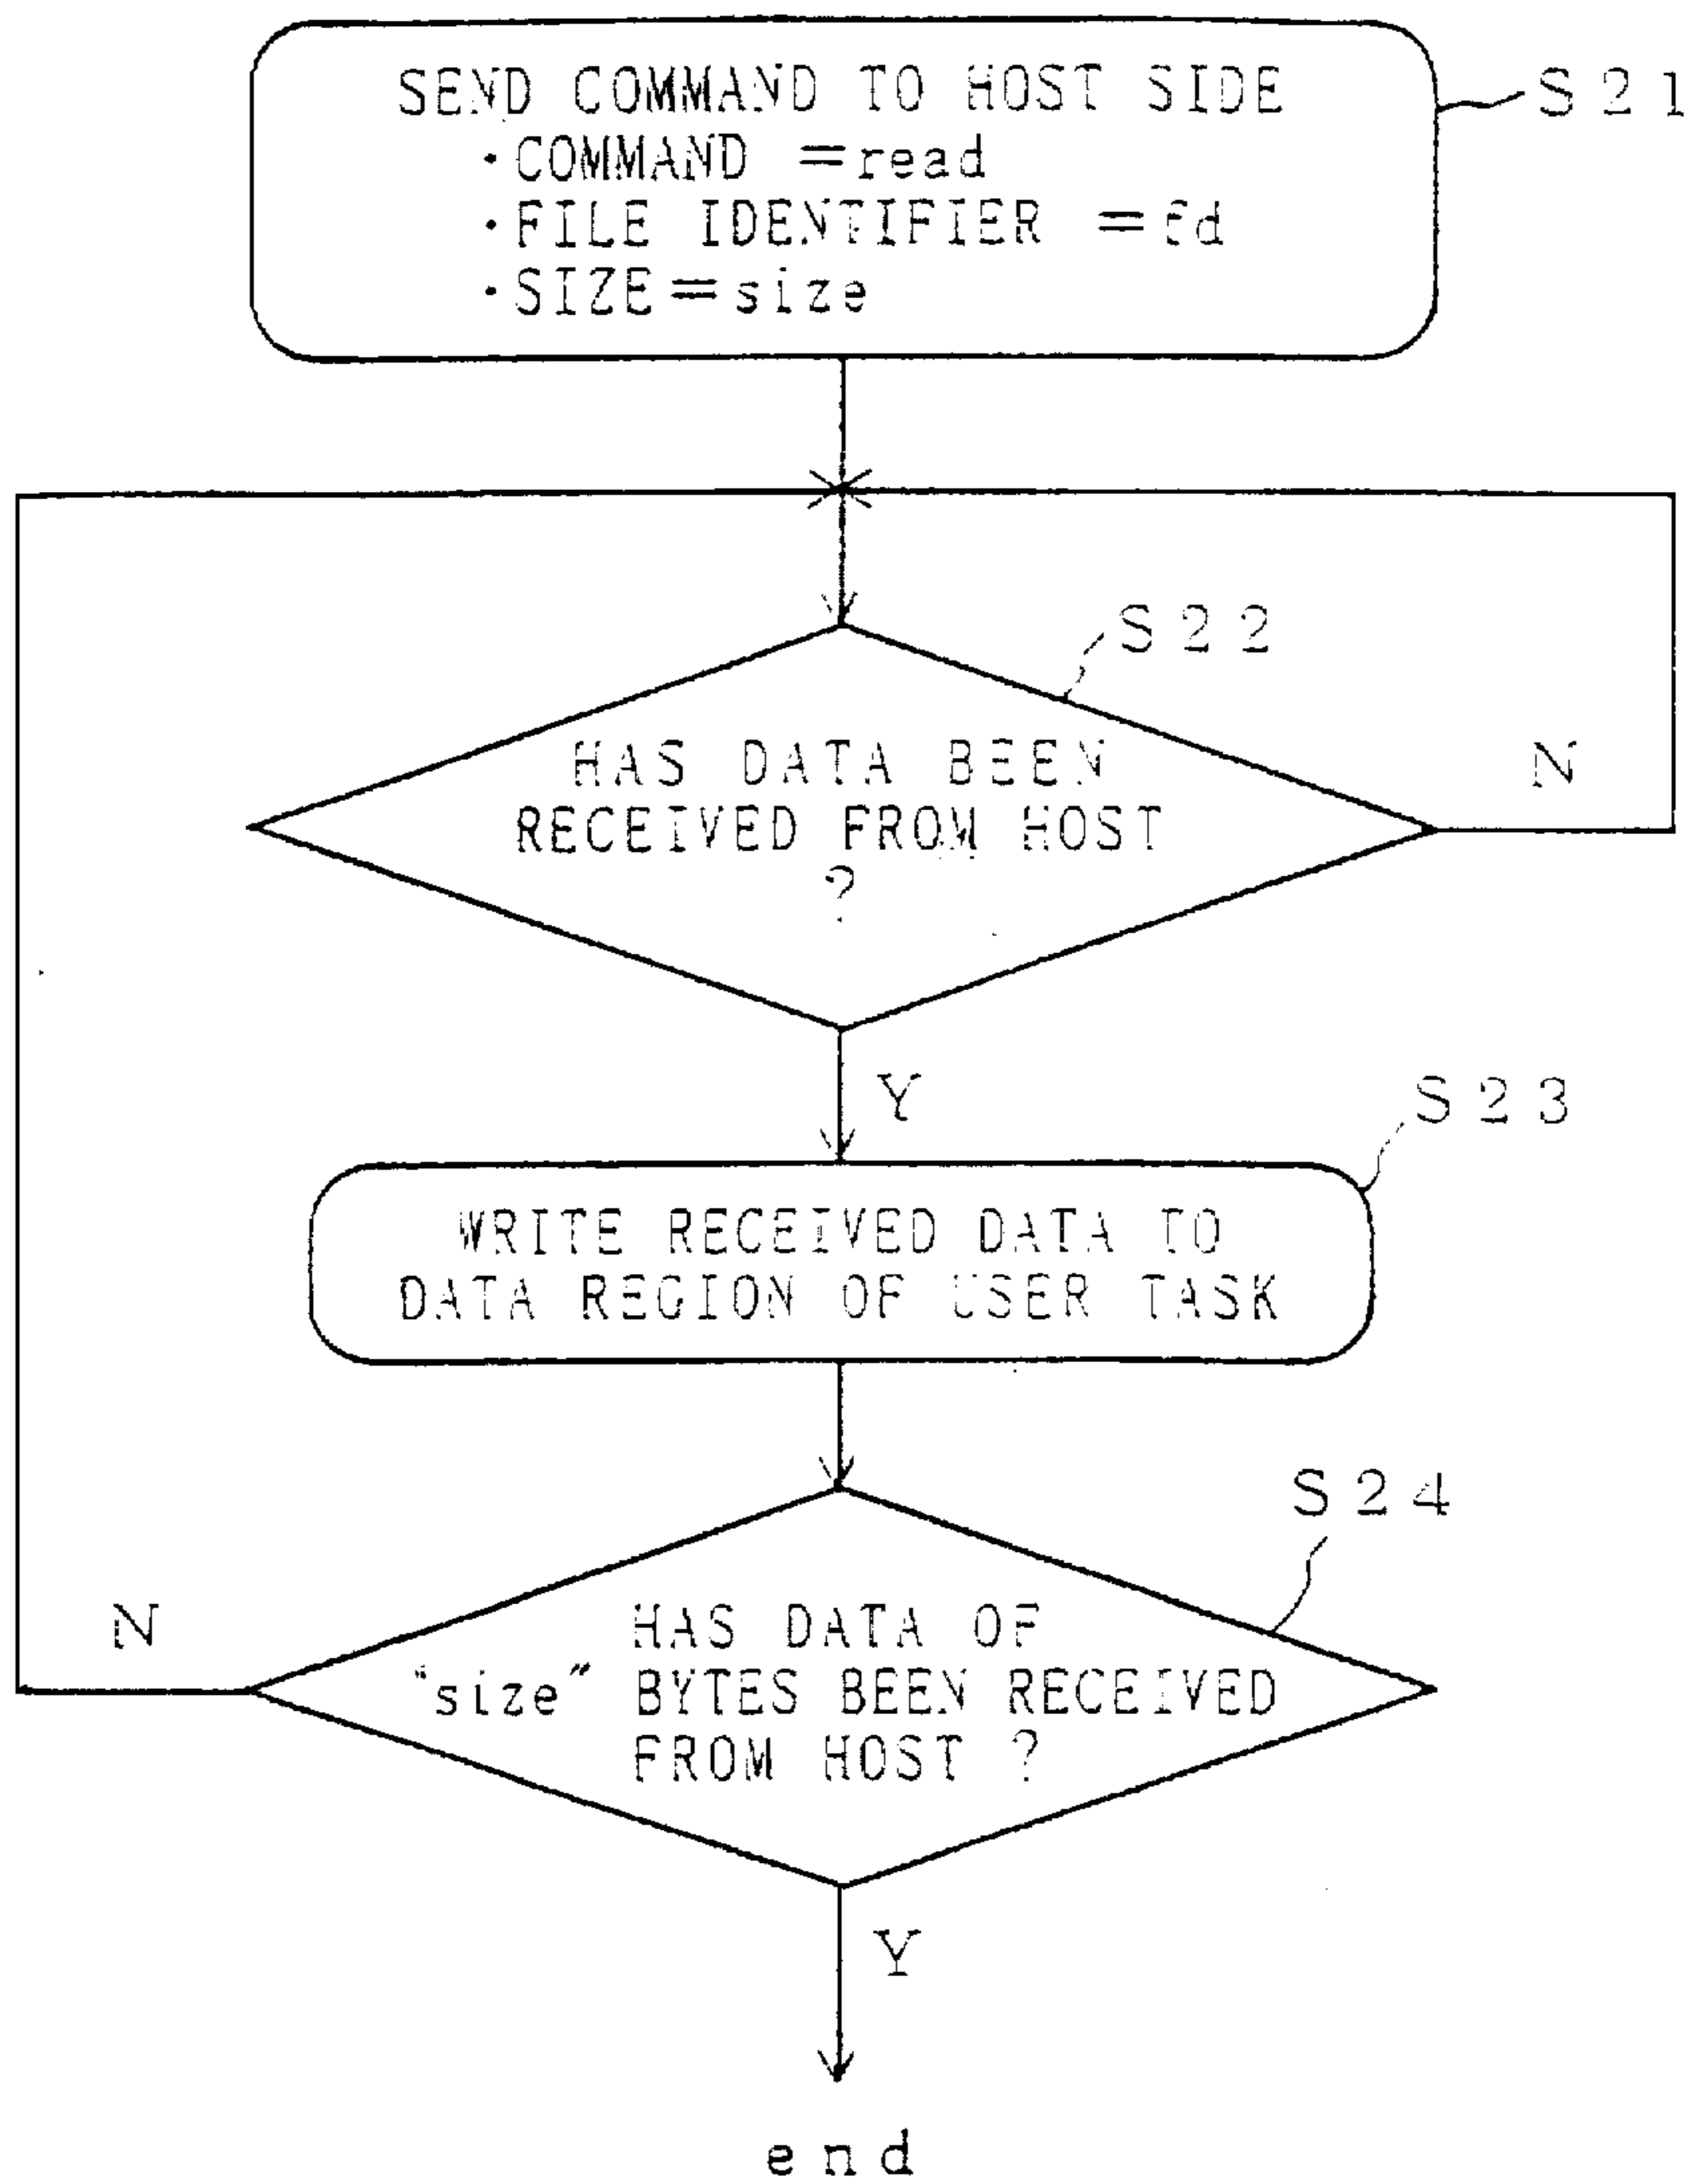 SEND COMMAND TO HOST SIDE
・COMMAND =read
・FILE IDENTIFIER =fd
・SIZE=size
S21
S22
HAS DATA BEEN
RECEIVED FROM HOST
?
N
Y
S23
WRITE RECEIVED DATA TO
DATA REGION OF USER TASK
S24
HAS DATA OF
"size" BYTES BEEN RECEIVED
FROM HOST ?
N
Y
end